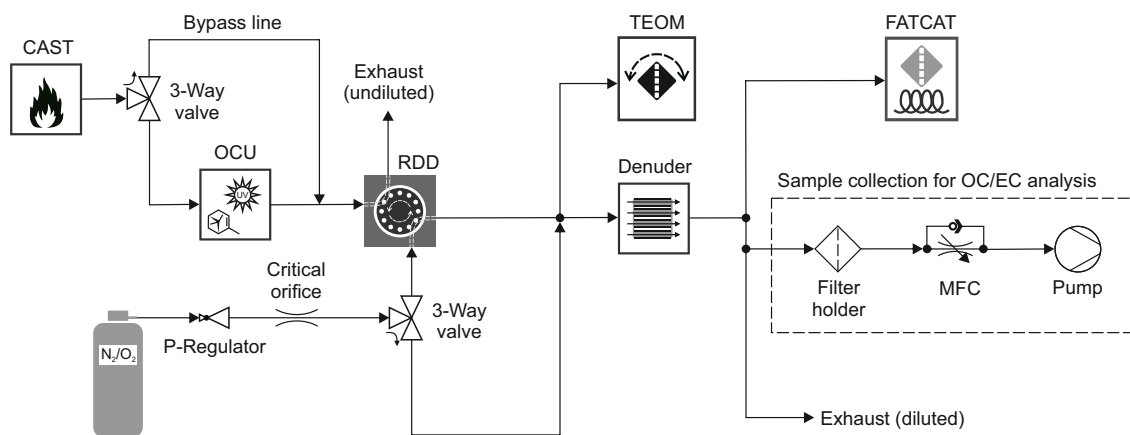 Bypass line
CAST
3-Way
valve
Exhaust
(undiluted)
TEOM
FATCAT
OCU
UV
RDD
Denuder
Sample collection for OC/EC analysis
Filter
holder
MFC
Pump
Critical
orifice
3-Way
valve
P-Regulator
N₂/O₂
Exhaust (diluted)